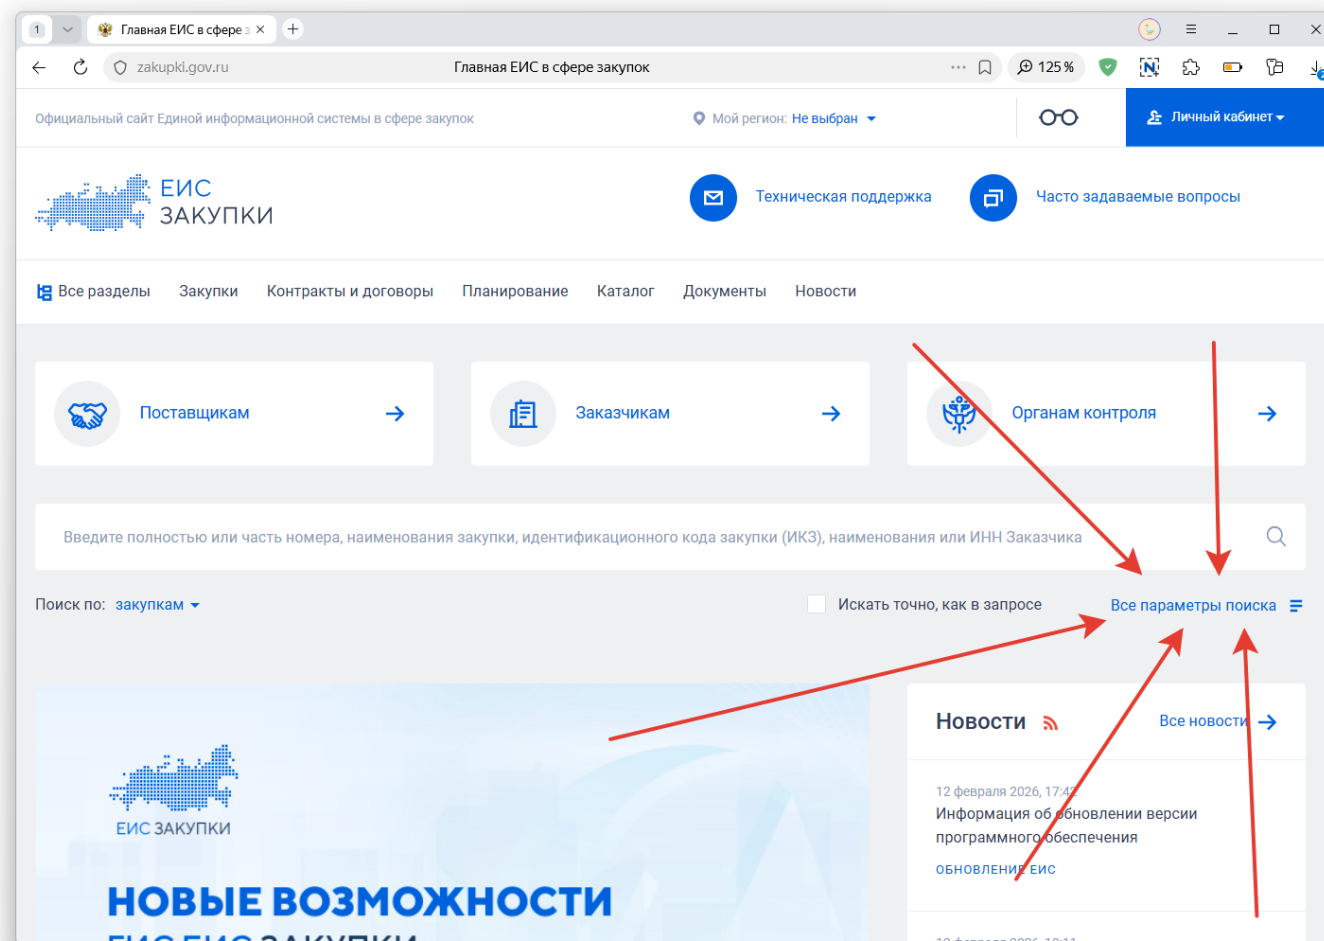 1
Главная ЕИС в сфере з
zakupki.gov.ru
Главная ЕИС в сфере закупок
125 %
Официальный сайт Единой информационной системы в сфере закупок
Мой регион: Не выбран
Личный кабинет
ЕИС
ЗАКУПКИ
Техническая поддержка
Часто задаваемые вопросы
Все разделы Закупки Контракты и договоры Планирование Каталог Документы Новости
Поставщикам
Заказчикам
Органам контроля
Введите полностью или часть номера, наименования закупки, идентификационного кода закупки (ИКЗ), наименования или ИНН Заказчика
Поиск по: закупкам
Искать точно, как в запросе
Все параметры поиска
ЕИС ЗАКУПКИ
НОВЫЕ ВОЗМОЖНОСТИ
ЕИС ЕИС ЗАКУПКИ
Новости
Все новости
12 февраля 2026, 17:42
Информация об обновлении версии
программного обеспечения
ОБНОВЛЕНИЕ ЕИС